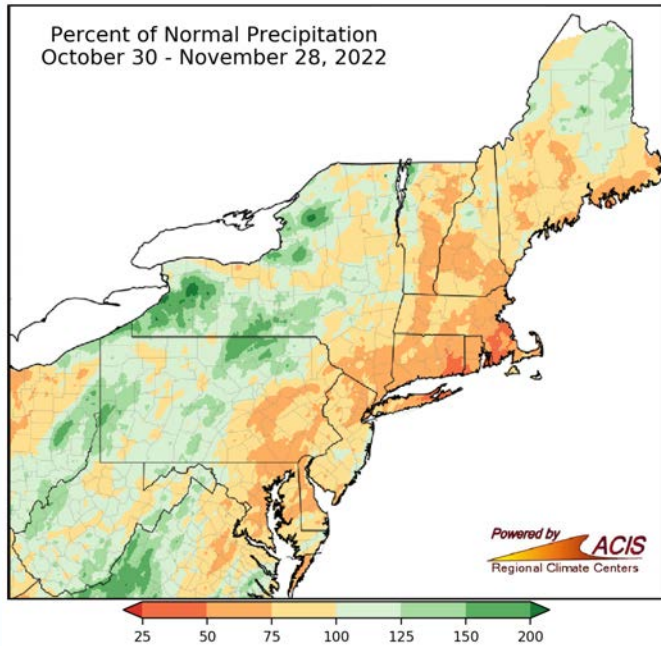 Percent of Normal Precipitation
October 30 - November 28, 2022
Powered by
ACIS
Regional Climate Centers
25 50 75 100 125 150 200